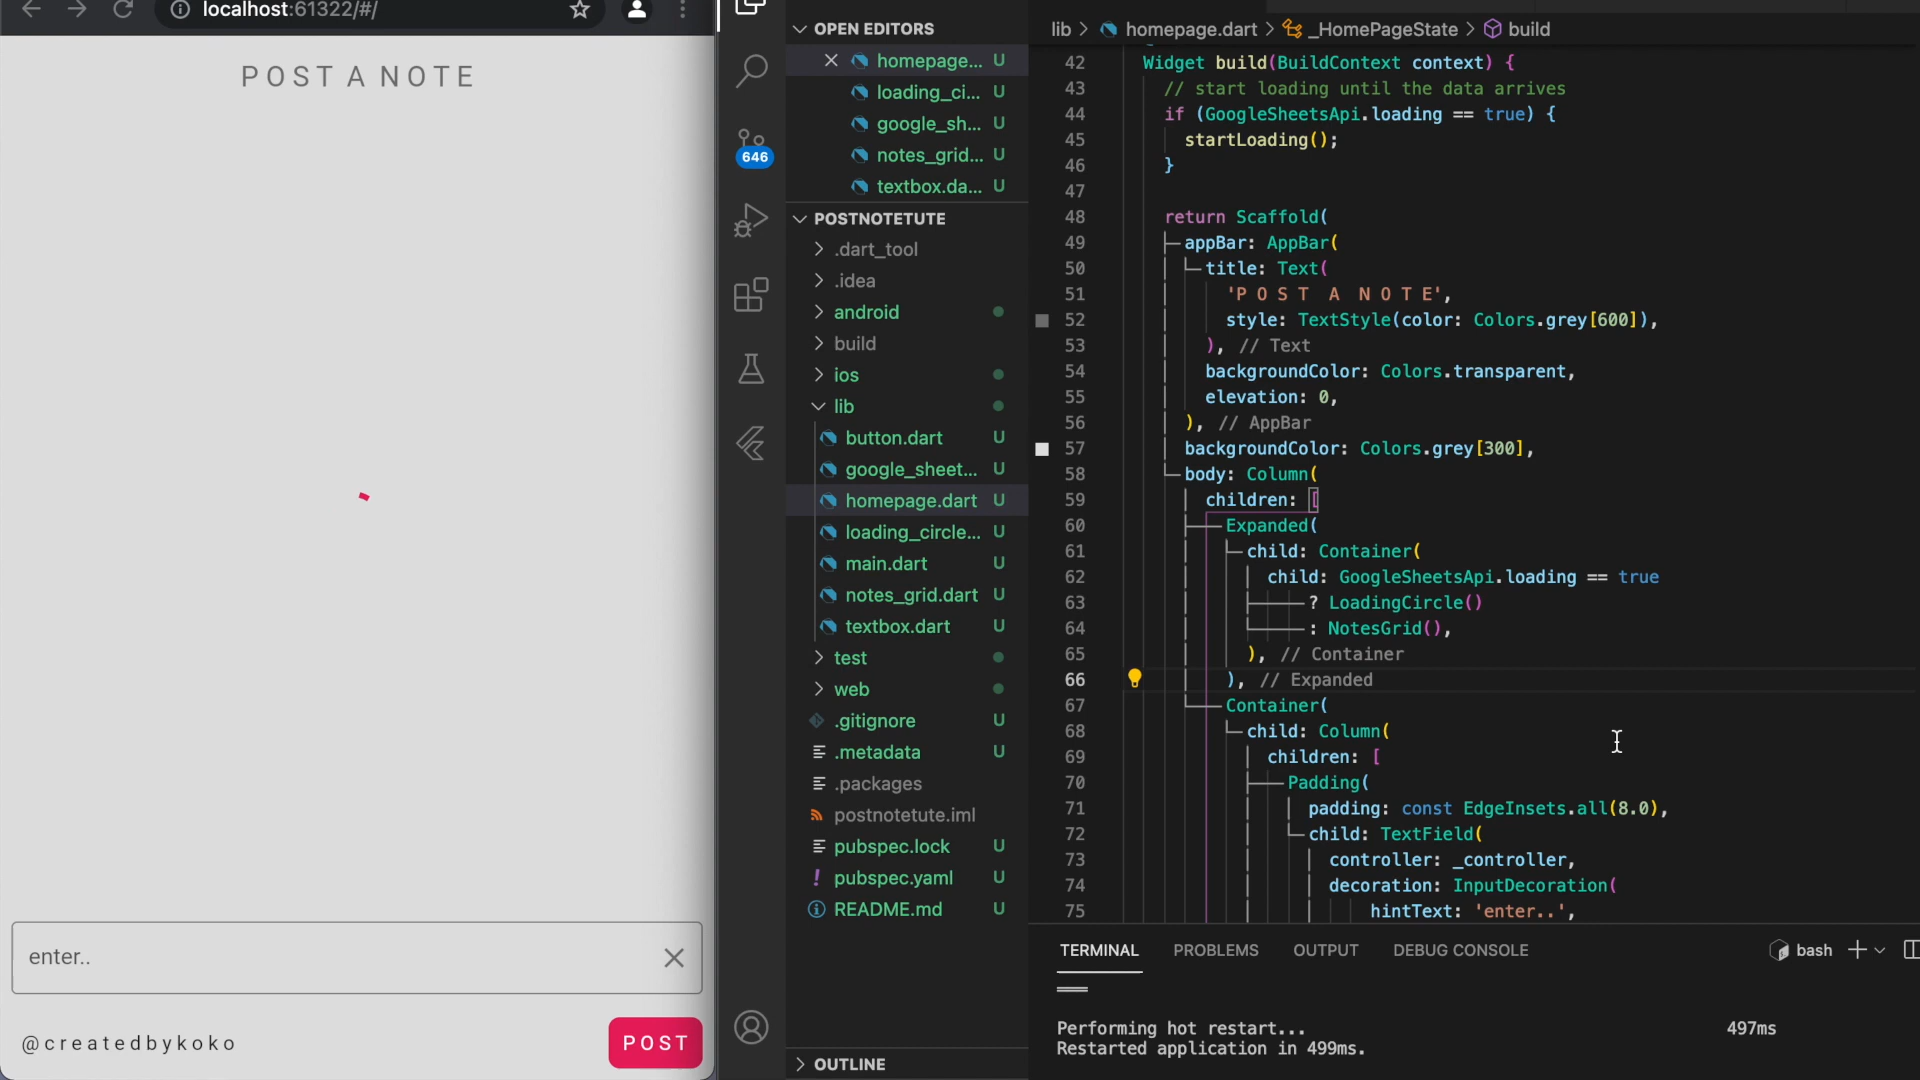 localhost:61322/#/
POST A NOTE
enter..
@createdbykoko
POST
646
OPEN EDITORS
homepage... U
loading_ci... U
google_sh... U
notes_grid... U
textbox.da... U
POSTNOTETUTE
.dart_tool
.idea
android
build
ios
lib
button.dart U
google_sheet... U
homepage.dart U
loading_circle... U
main.dart U
notes_grid.dart U
textbox.dart U
test
web
.gitignore U
.metadata U
.packages
postnotetute.iml
pubspec.lock U
pubspec.yaml U
README.md U
OUTLINE
lib > homepage.dart > _HomePageState > build
42 Widget build(BuildContext context) {
43 // start loading until the data arrives
44 if (GoogleSheetsApi.loading == true) {
45 startLoading();
46 }
47
48 return Scaffold(
49 appBar: AppBar(
50 title: Text(
51 'P O S T  A  N O T E',
52 style: TextStyle(color: Colors.grey[600]),
53 ), // Text
54 backgroundColor: Colors.transparent,
55 elevation: 0,
56 ), // AppBar
57 backgroundColor: Colors.grey[300],
58 body: Column(
59 children: [
60 Expanded(
61 child: Container(
62 child: GoogleSheetsApi.loading == true
63 ? LoadingCircle()
64 : NotesGrid(),
65 ), // Container
66 ), // Expanded
67 Container(
68 child: Column(
69 children: [
70 Padding(
71 padding: const EdgeInsets.all(8.0),
72 child: TextField(
73 controller: _controller,
74 decoration: InputDecoration(
75 hintText: 'enter..',
TERMINAL PROBLEMS OUTPUT DEBUG CONSOLE bash
Performing hot restart... 497ms
Restarted application in 499ms.